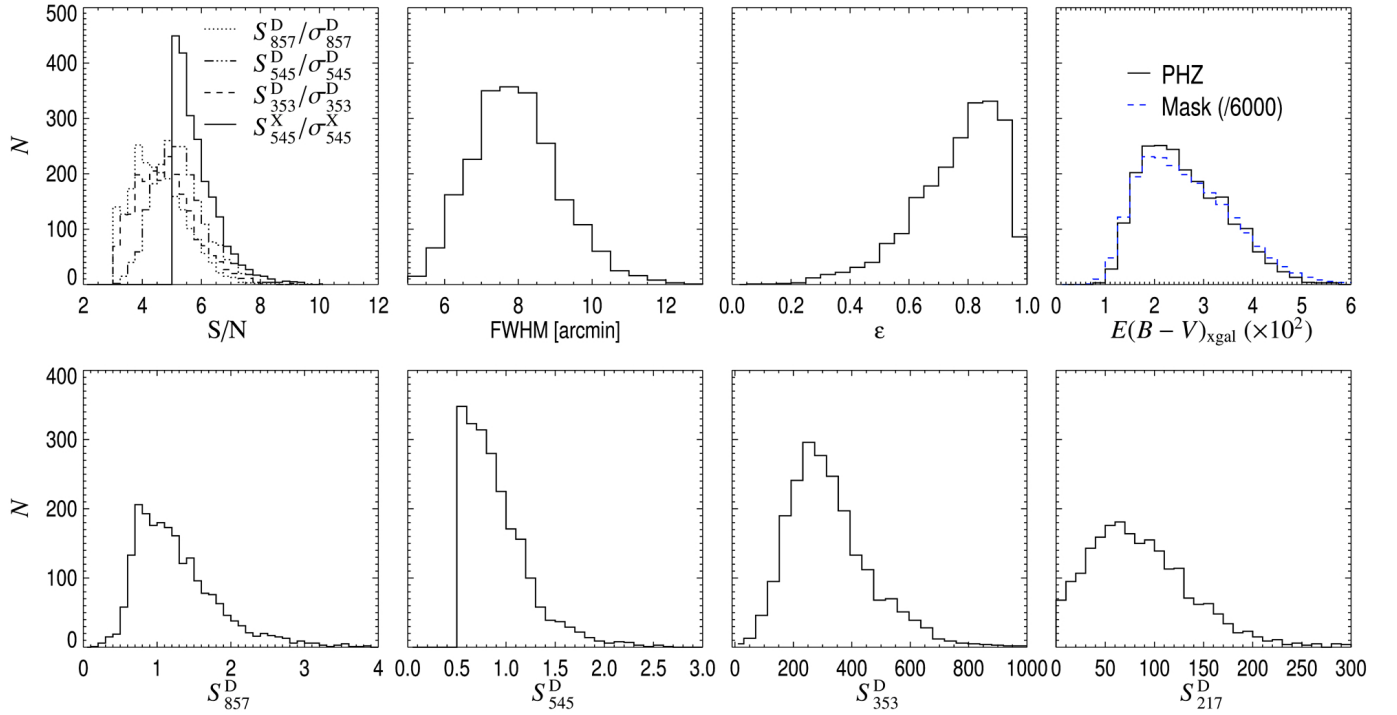 500
400
300
200
100
0
N
S^D_857/σ^D_857
S^D_545/σ^D_545
S^D_353/σ^D_353
S^X_545/σ^X_545
2 4 6 8 10 12
S/N
6 8 10 12
FWHM [arcmin]
0.0 0.2 0.4 0.6 0.8 1.0
ε
PHZ
Mask (/6000)
0 1 2 3 4 5 6
E(B − V)_xgal (×10^2)
400
300
200
100
0
N
0 1 2 3 4
S^D_857
0.0 0.5 1.0 1.5 2.0 2.5 3.0
S^D_545
0 200 400 600 800 1000
S^D_353
0 50 100 150 200 250 300
S^D_217